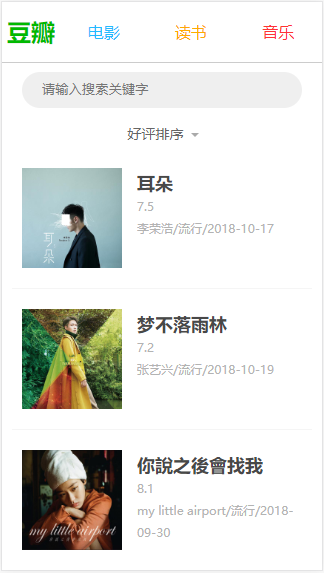 豆瓣 电影 读书 音乐
请输入搜索关键字
好评排序
耳朵
7.5
李荣浩/流行/2018-10-17
耳朵
梦不落雨林
7.2
张艺兴/流行/2018-10-19
你說之後會找我
8.1
my little airport/流行/2018-
09-30
my little airport